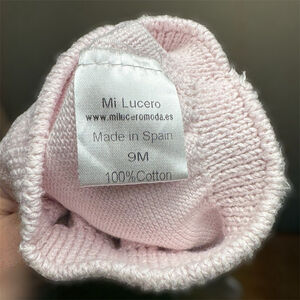 Mi Lucero
www.miluceromoda.es
Made in Spain
9M
100%Cotton